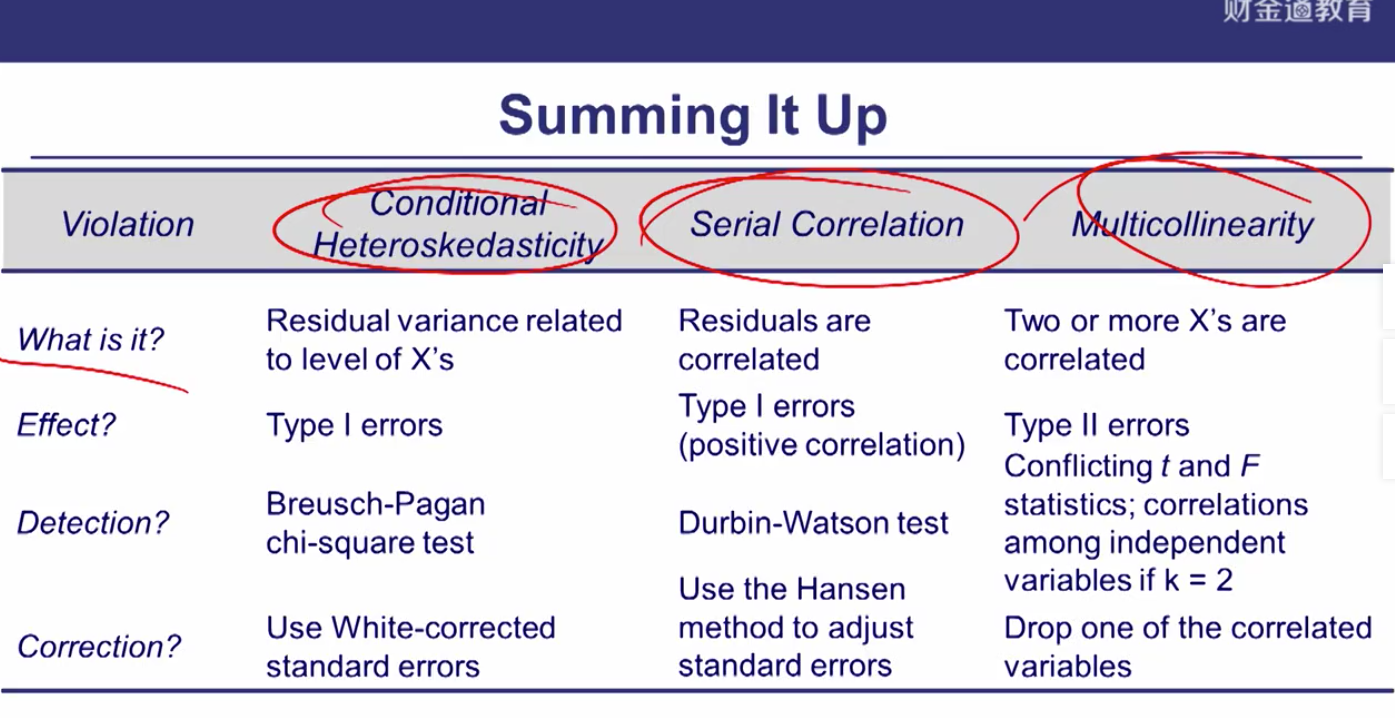 财金通教育
Summing It Up
Violation
Conditional
Heteroskedasticity
Serial Correlation
Multicollinearity
What is it?
Residual variance related
to level of X's
Residuals are
correlated
Two or more X's are
correlated
Effect?
Type I errors
Type I errors
(positive correlation)
Type II errors
Detection?
Breusch-Pagan
chi-square test
Durbin-Watson test
Conflicting t and F
statistics; correlations
among independent
variables if k = 2
Correction?
Use White-corrected
standard errors
Use the Hansen
method to adjust
standard errors
Drop one of the correlated
variables